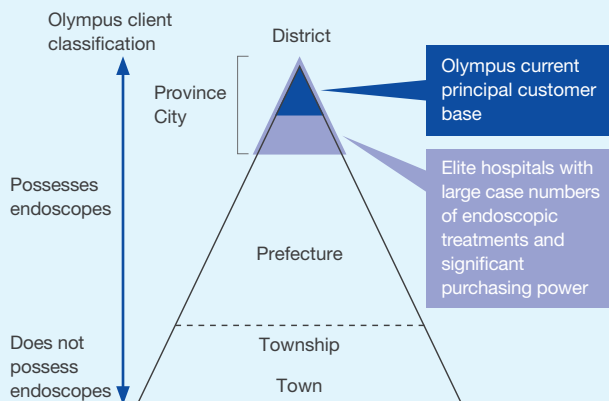 Olympus client
classification
District
Province
City
Olympus current
principal customer
base
Possesses
endoscopes
Elite hospitals with
large case numbers
of endoscopic
treatments and
significant
purchasing power
Prefecture
Does not
possess
endoscopes
Township
Town